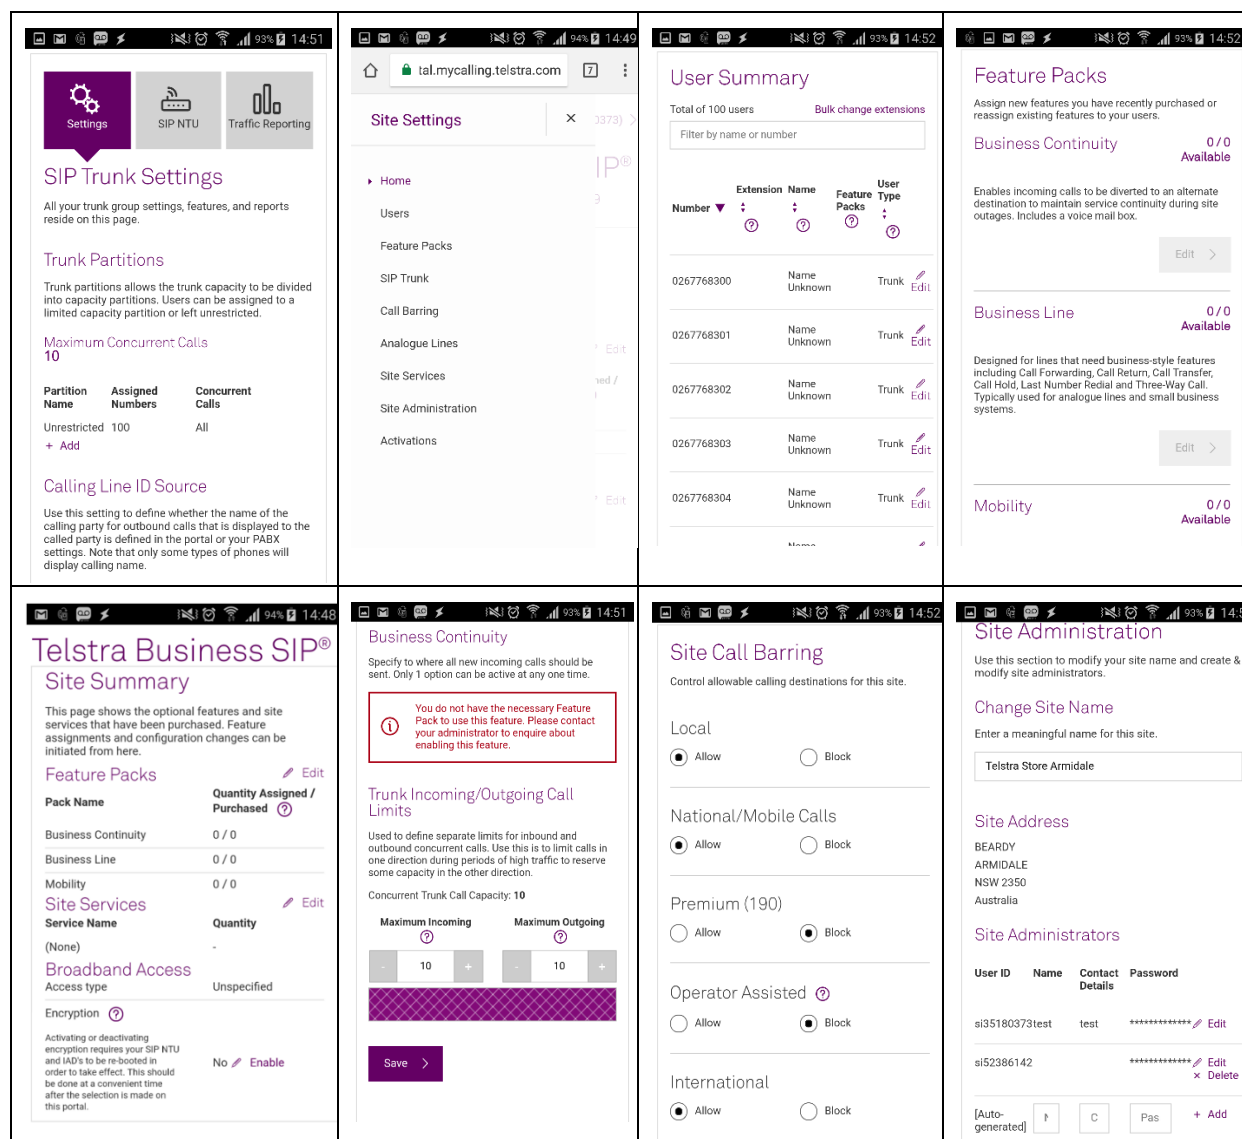 93% 14:51
Settings
SIP NTU
Traffic Reporting
SIP Trunk Settings
All your trunk group settings, features, and reports
reside on this page.
Trunk Partitions
Trunk partitions allows the trunk capacity to be divided
into capacity partitions. Users can be assigned to a
limited capacity partition or left unrestricted.
Maximum Concurrent Calls
10
Partition Name Assigned Numbers Concurrent Calls
Unrestricted 100 All
+ Add
Calling Line ID Source
Use this setting to define whether the name of the
calling party for outbound calls that is displayed to the
called party is defined in the portal or your PABX
settings. Note that only some types of phones will
display calling name.
94% 14:49
tal.mycalling.telstra.com 7
Site Settings ×
0373)
IP®
9
Home
Users
Feature Packs
SIP Trunk
Call Barring
Analogue Lines
Edit
Site Services
Site Administration
Activations
Edit
93% 14:52
User Summary
Total of 100 users Bulk change extensions
Filter by name or number
Number Extension Name Feature Packs User Type
0267768300 Name Unknown Trunk Edit
0267768301 Name Unknown Trunk Edit
0267768302 Name Unknown Trunk Edit
0267768303 Name Unknown Trunk Edit
0267768304 Name Unknown Trunk Edit
93% 14:52
Feature Packs
Assign new features you have recently purchased or
reassign existing features to your users.
Business Continuity 0 / 0
Available
Enables incoming calls to be diverted to an alternate
destination to maintain service continuity during site
outages. Includes a voice mail box.
Edit >
Business Line 0 / 0
Available
Designed for lines that need business-style features
including Call Forwarding, Call Return, Call Transfer,
Call Hold, Last Number Redial and Three-Way Call.
Typically used for analogue lines and small business
systems.
Edit >
Mobility 0 / 0
Available
94% 14:48
Telstra Business SIP®
Site Summary
This page shows the optional features and site
services that have been purchased. Feature
assignments and configuration changes can be
initiated from here.
Feature Packs Edit
Pack Name Quantity Assigned / Purchased ?
Business Continuity 0 / 0
Business Line 0 / 0
Mobility 0 / 0
Site Services Edit
Service Name Quantity
(None) -
Broadband Access
Access type Unspecified
Encryption ?
Activating or deactivating
encryption requires your SIP NTU
and IAD's to be re-booted in
order to take effect. This should
be done at a convenient time
after the selection is made on
this portal.
No Enable
93% 14:51
Business Continuity
Specify to where all new incoming calls should be
sent. Only 1 option can be active at any one time.
You do not have the necessary Feature
Pack to use this feature. Please contact
your administrator to enquire about
enabling this feature.
Trunk Incoming/Outgoing Call
Limits
Used to define separate limits for inbound and
outbound concurrent calls. Use this is to limit calls in
one direction during periods of high traffic to reserve
some capacity in the other direction.
Concurrent Trunk Call Capacity: 10
Maximum Incoming Maximum Outgoing
- 10 + - 10 +
Save >
93% 14:52
Site Call Barring
Control allowable calling destinations for this site.
Local
Allow Block
National/Mobile Calls
Allow Block
Premium (190)
Allow Block
Operator Assisted ?
Allow Block
International
Allow Block
93%
Site Administration
Use this section to modify your site name and create &
modify site administrators.
Change Site Name
Enter a meaningful name for this site.
Telstra Store Armidale
Site Address
BEARDY
ARMIDALE
NSW 2350
Australia
Site Administrators
User ID Name Contact Details Password
si35180373 test test ************* Edit
si52386142 ************* Edit
× Delete
[Auto-generated] C Pas + Add